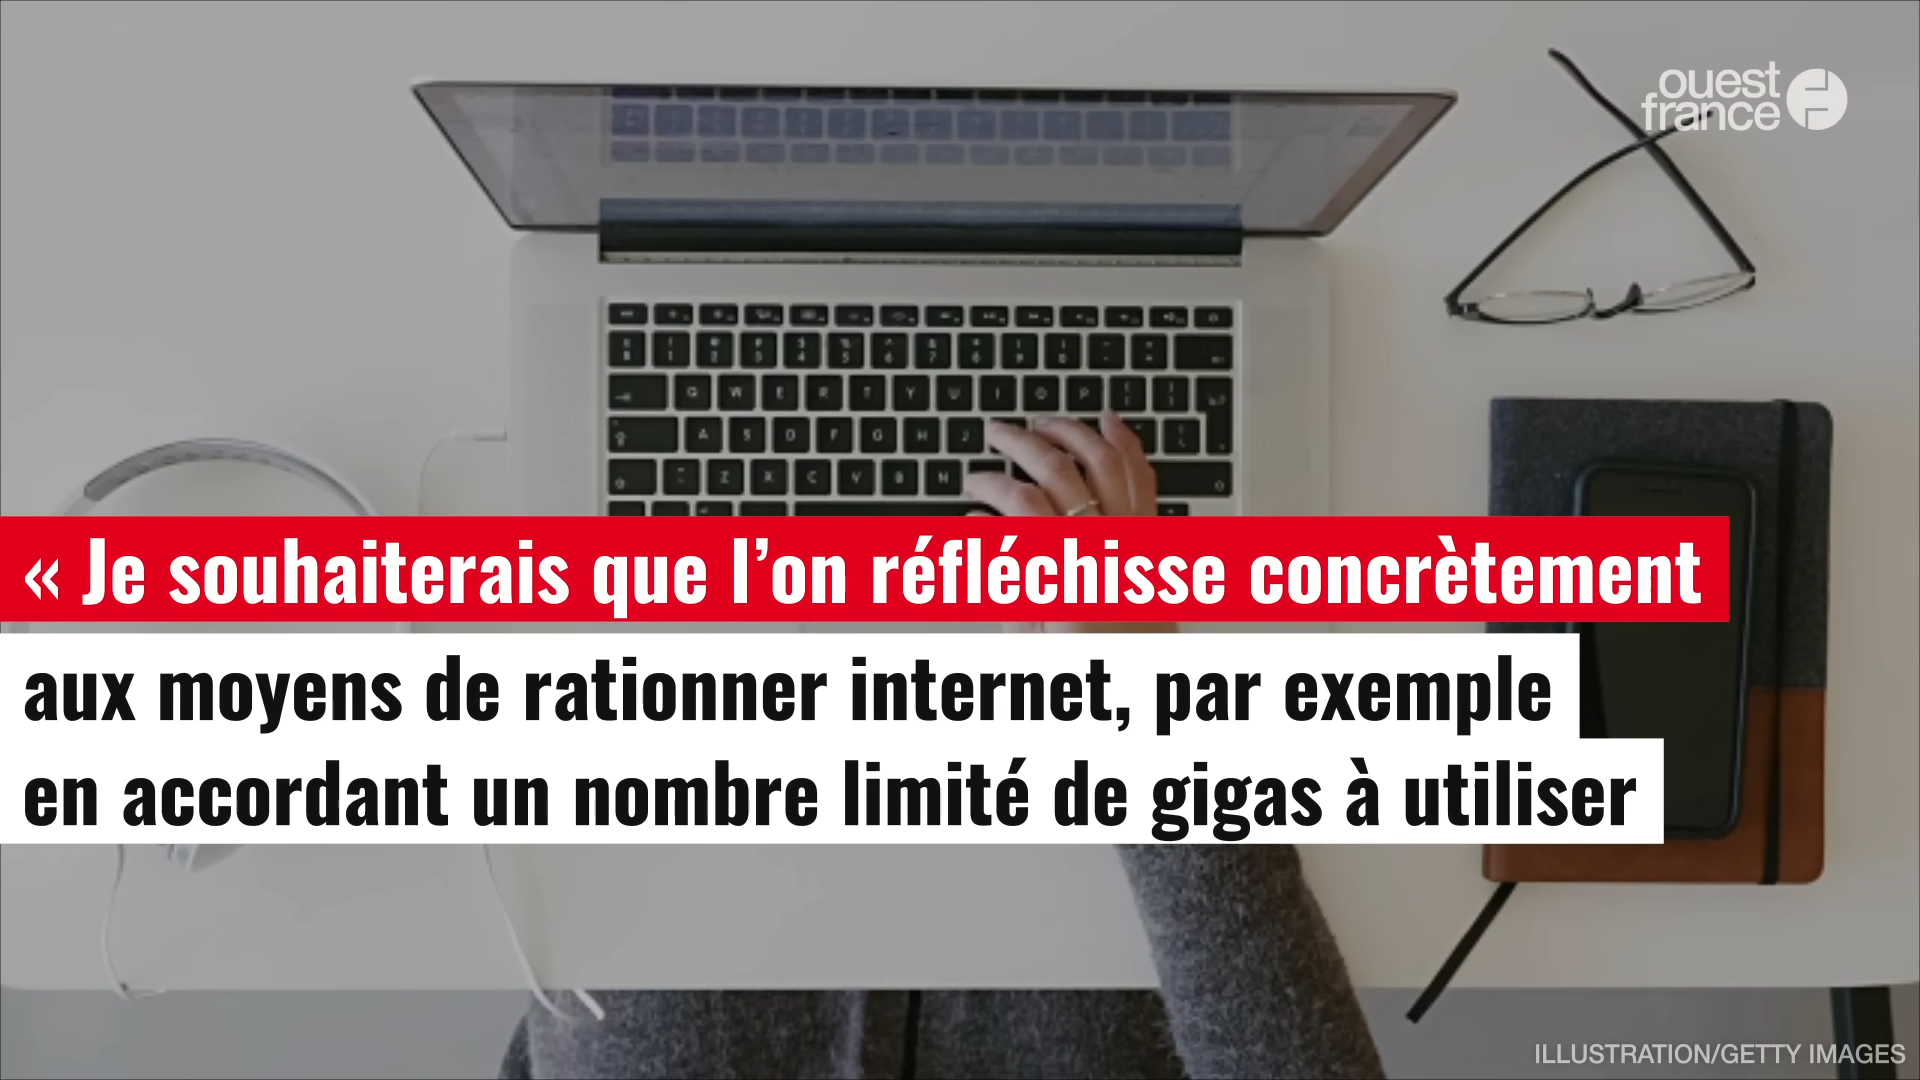 ouest
france
« Je souhaiterais que l’on réfléchisse concrètement
aux moyens de rationner internet, par exemple
en accordant un nombre limité de gigas à utiliser
ILLUSTRATION/GETTY IMAGES